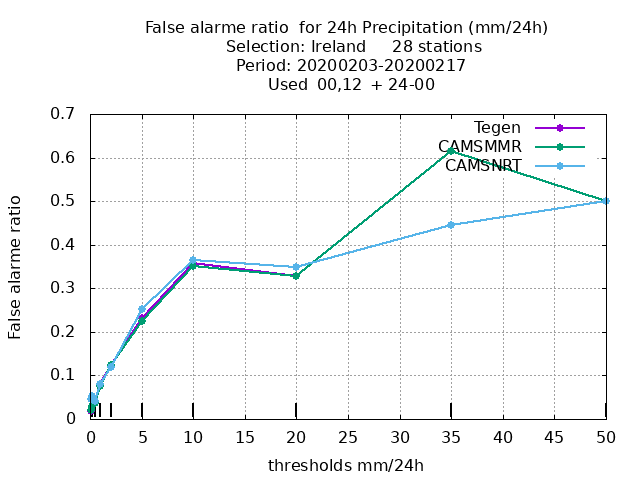 False alarme ratio  for 24h Precipitation (mm/24h)
Selection: Ireland     28 stations
Period: 20200203-20200217
Used  00,12  + 24-00
Tegen
CAMSMMR
CAMSNRT
False alarme ratio
0.7
0.6
0.5
0.4
0.3
0.2
0.1
0
0 5 10 15 20 25 30 35 40 45 50
thresholds mm/24h